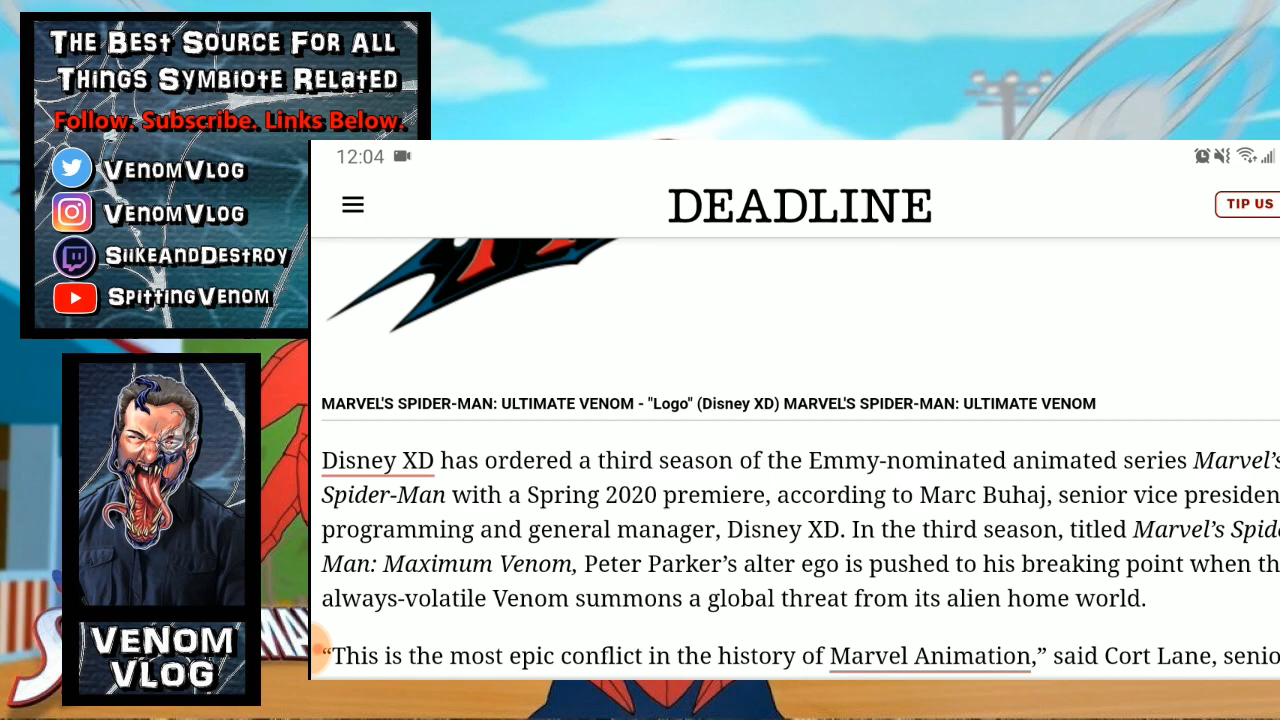 The Best Source For All
Things Symbiote Related
Follow. Subscribe. Links Below.
VenomVlog
VenomVlog
SiikeAndDestroy
SpittingVenom
VENOM
VLOG
12:04
DEADLINE
TIP US
MARVEL'S SPIDER-MAN: ULTIMATE VENOM - "Logo" (Disney XD) MARVEL'S SPIDER-MAN: ULTIMATE VENOM
Disney XD has ordered a third season of the Emmy-nominated animated series Marvel’s
Spider-Man with a Spring 2020 premiere, according to Marc Buhaj, senior vice presiden
programming and general manager, Disney XD. In the third season, titled Marvel’s Spid
Man: Maximum Venom, Peter Parker’s alter ego is pushed to his breaking point when th
always-volatile Venom summons a global threat from its alien home world.
“This is the most epic conflict in the history of Marvel Animation,” said Cort Lane, senio